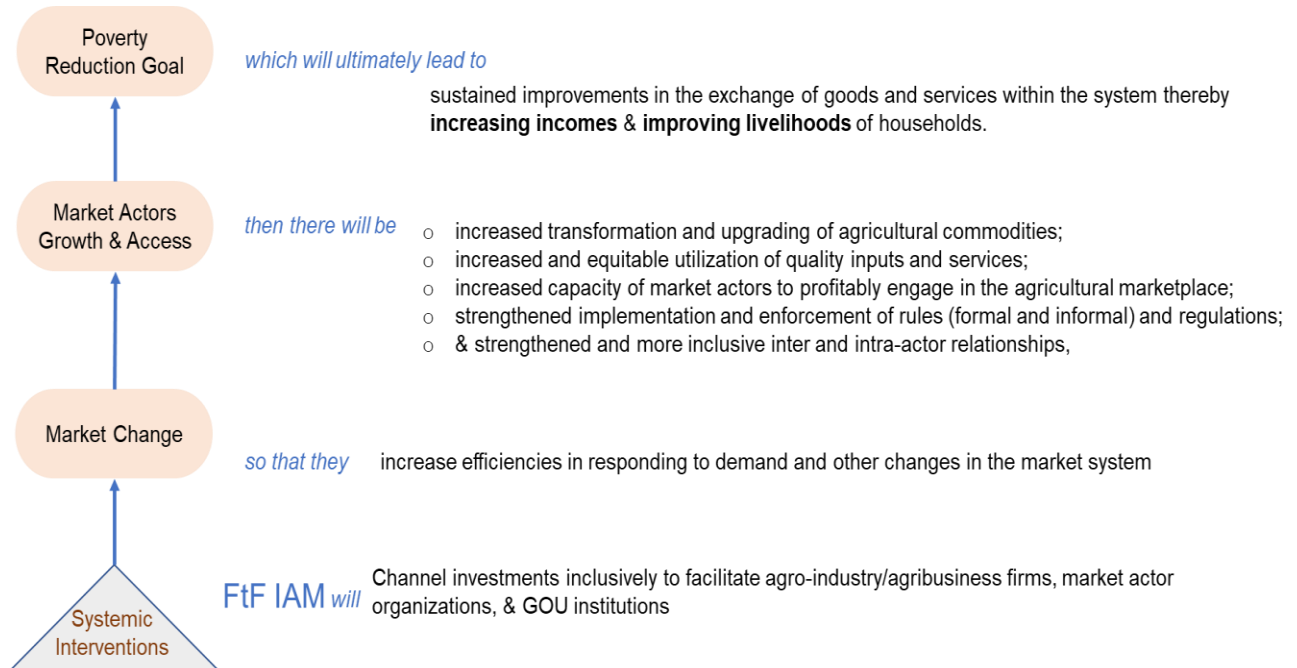 Poverty
Reduction Goal
which will ultimately lead to
sustained improvements in the exchange of goods and services within the system thereby
increasing incomes & improving livelihoods of households.
Market Actors
Growth & Access
then there will be
o increased transformation and upgrading of agricultural commodities;
o increased and equitable utilization of quality inputs and services;
o increased capacity of market actors to profitably engage in the agricultural marketplace;
o strengthened implementation and enforcement of rules (formal and informal) and regulations;
o & strengthened and more inclusive inter and intra-actor relationships,
Market Change
so that they increase efficiencies in responding to demand and other changes in the market system
Systemic
Interventions
FtF IAM will Channel investments inclusively to facilitate agro-industry/agribusiness firms, market actor
organizations, & GOU institutions